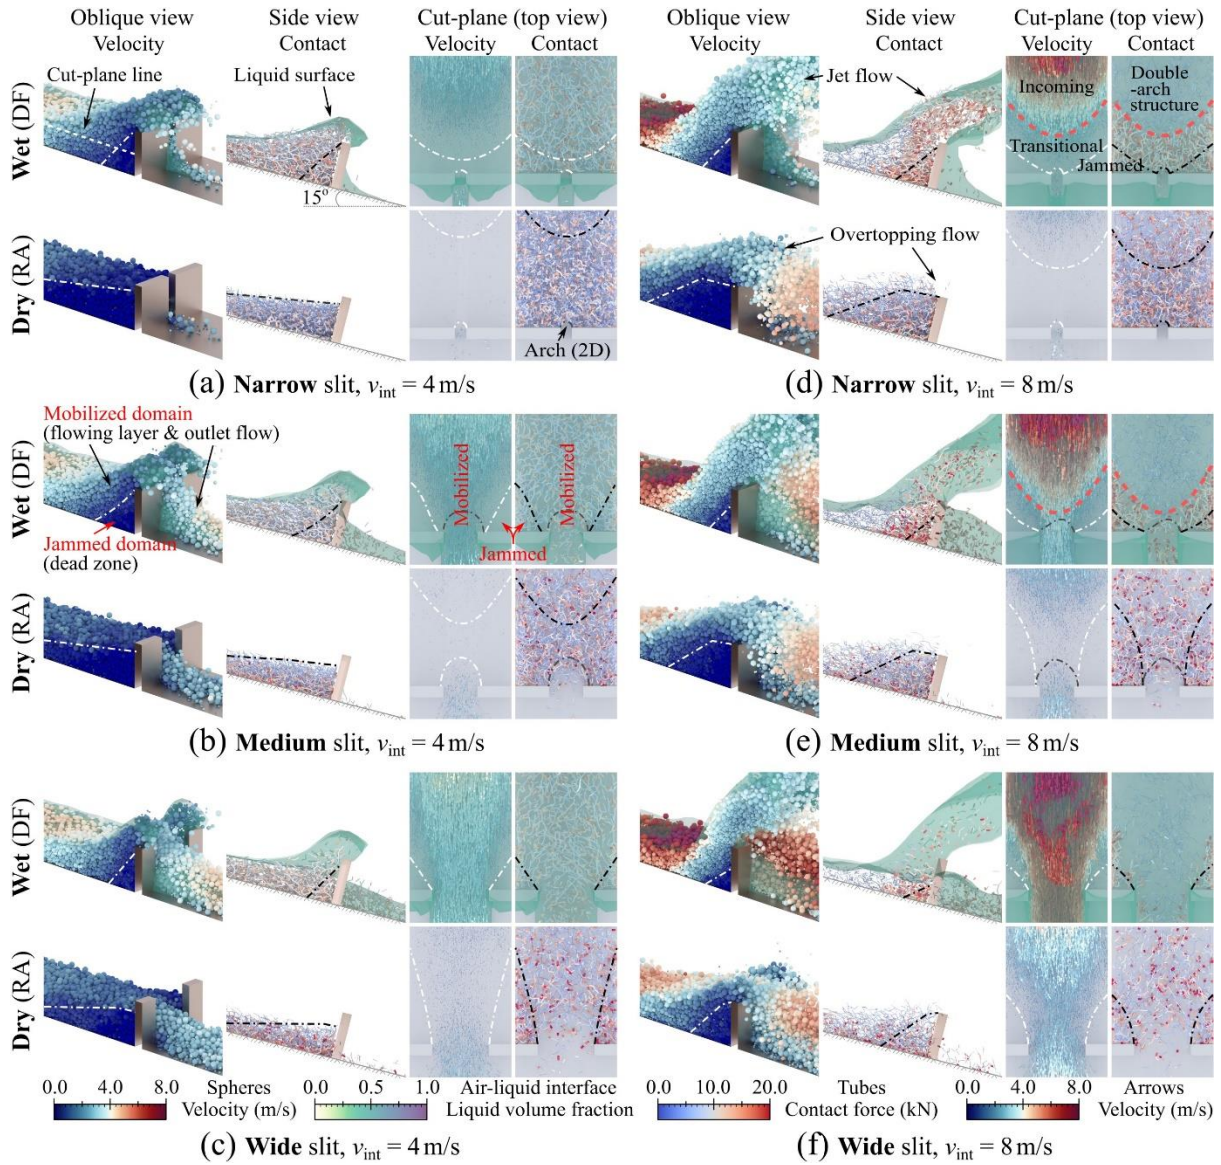 Oblique view
Velocity
Side view
Contact
Cut-plane (top view)
Velocity Contact
Oblique view
Velocity
Side view
Contact
Cut-plane (top view)
Velocity Contact
Wet (DF)
Cut-plane line
Liquid surface
15°
Jet flow
Incoming
Transitional
Jammed
Double
-arch
structure
Dry (RA)
Arch (2D)
Overtopping flow
(a) Narrow slit, vint = 4 m/s
(d) Narrow slit, vint = 8 m/s
Wet (DF)
Mobilized domain
(flowing layer & outlet flow)
Jammed domain
(dead zone)
Mobilized
Mobilized
Jammed
Dry (RA)
(b) Medium slit, vint = 4 m/s
(e) Medium slit, vint = 8 m/s
Wet (DF)
Dry (RA)
0.0 4.0 8.0
Spheres
Velocity (m/s)
0.0 0.5 1.0
Air-liquid interface
Liquid volume fraction
0.0 10.0 20.0
Tubes
Contact force (kN)
0.0 4.0 8.0
Arrows
Velocity (m/s)
(c) Wide slit, vint = 4 m/s
(f) Wide slit, vint = 8 m/s